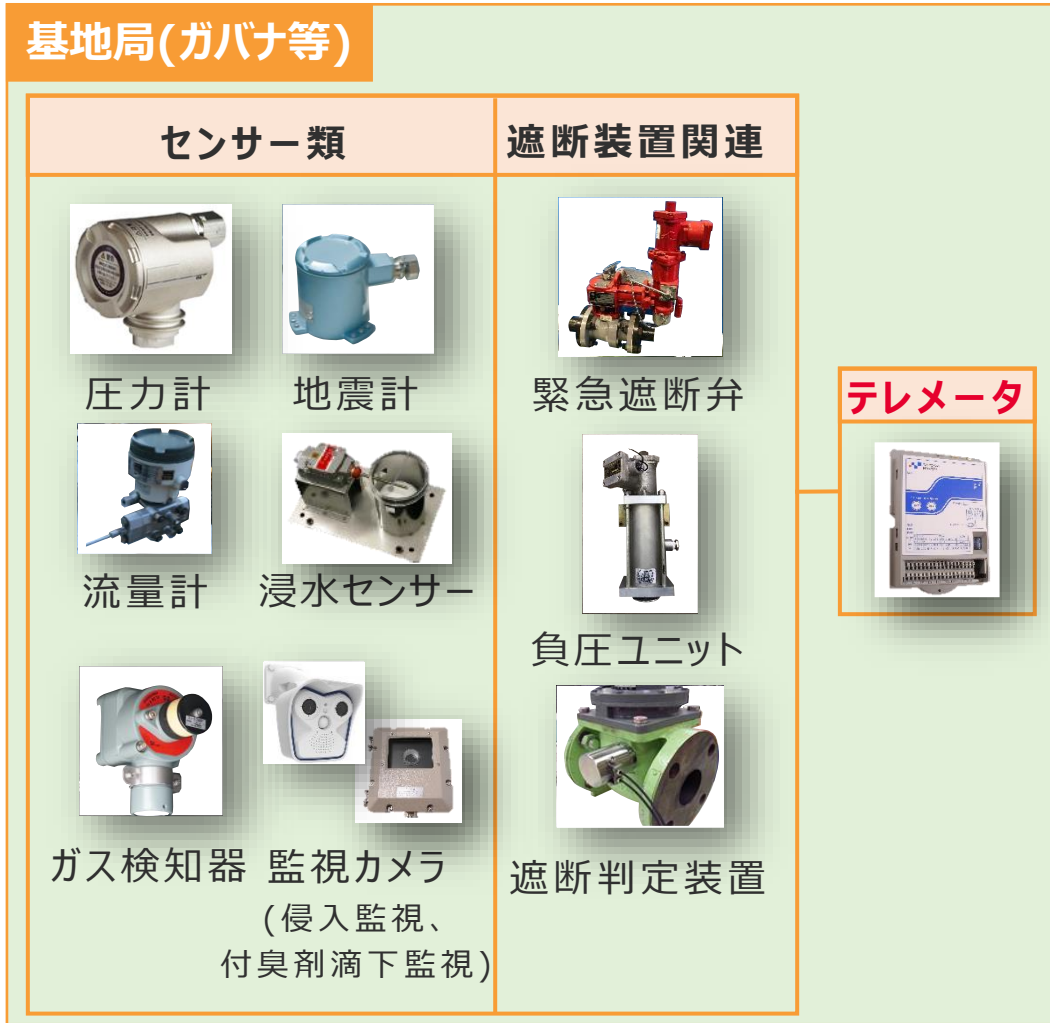 基地局(ガバナ等)
センサー類
遮断装置関連
圧力計
地震計
緊急遮断弁
テレメータ
流量計
浸水センサー
負圧ユニット
ガス検知器
監視カメラ
(侵入監視、
付臭剤滴下監視)
遮断判定装置